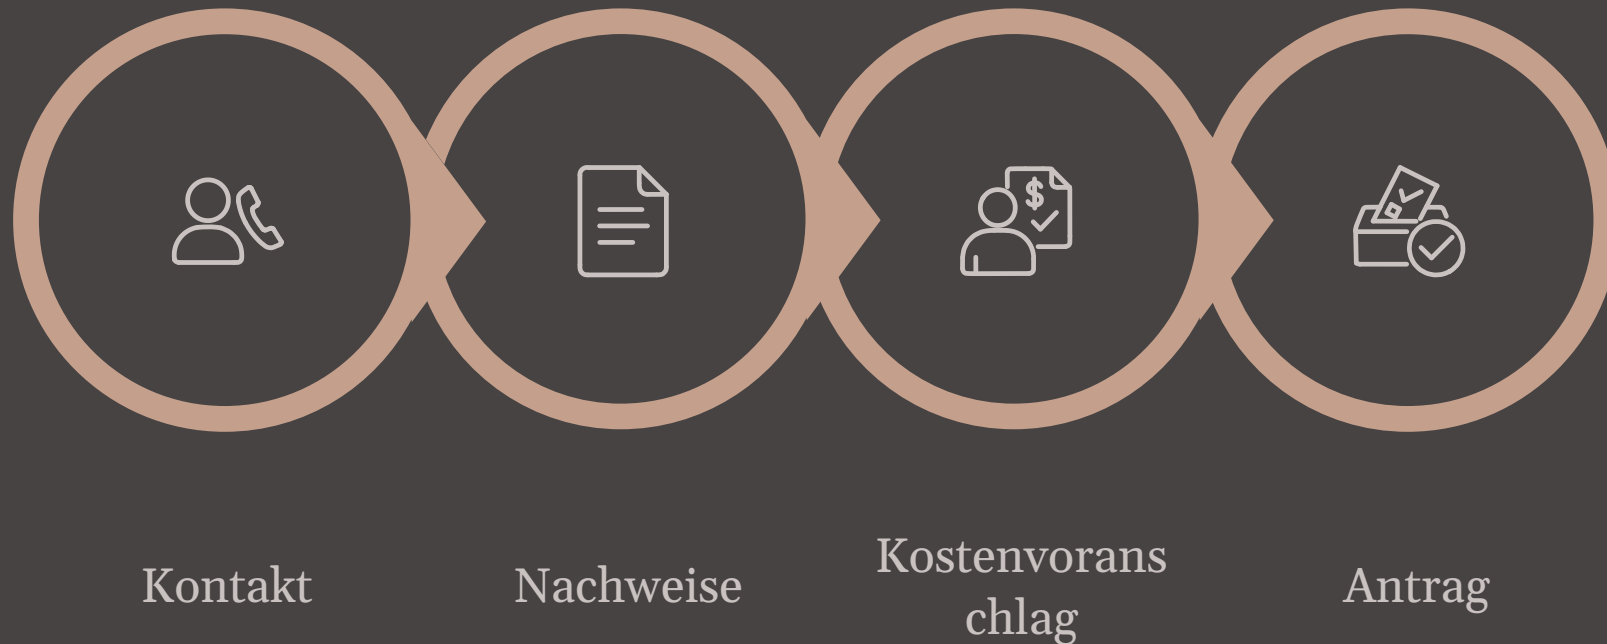 $
Kontakt
Nachweise
Kostenvorans
chlag
Antrag